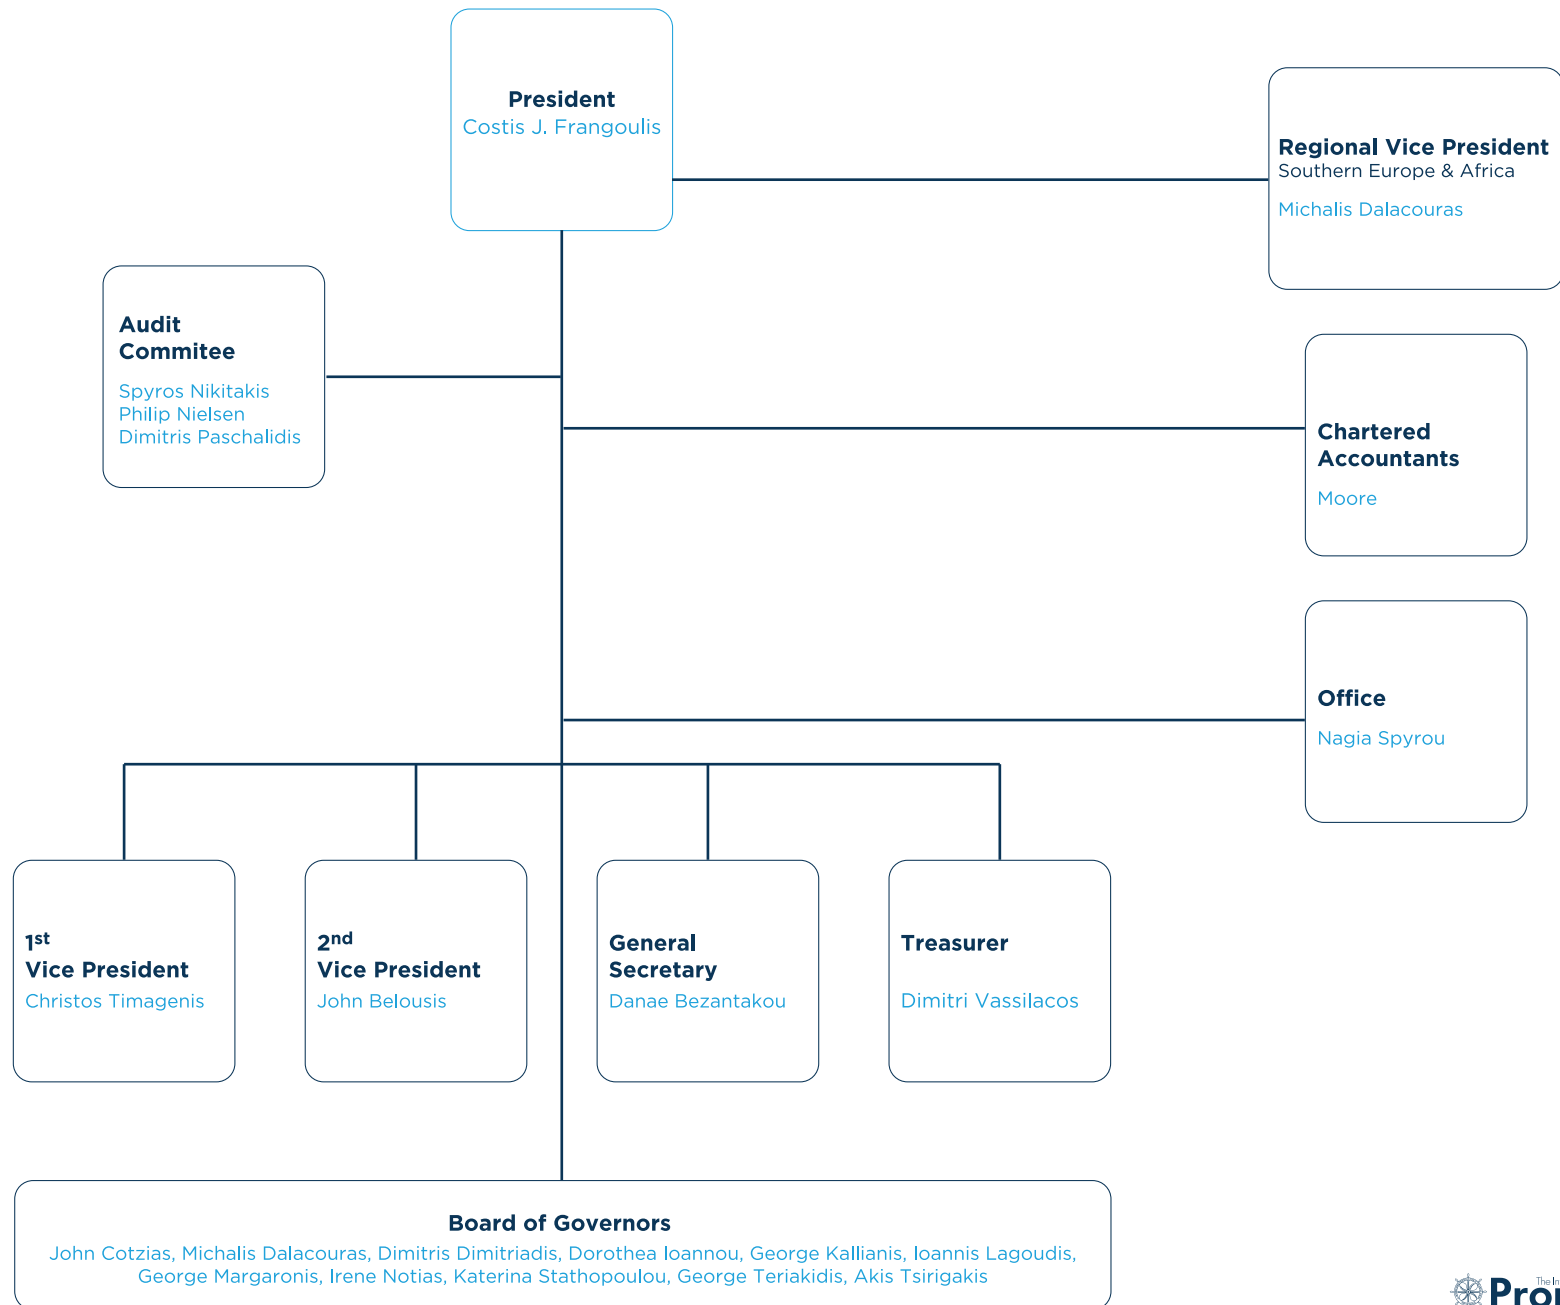 President
Costis J. Frangoulis
Regional Vice President
Southern Europe & Africa
Michalis Dalacouras
Audit
Commitee
Spyros Nikitakis
Philip Nielsen
Dimitris Paschalidis
Chartered
Accountants
Moore
Office
Nagia Spyrou
1st
Vice President
Christos Timagenis
2nd
Vice President
John Belousis
General
Secretary
Danae Bezantakou
Treasurer
Dimitri Vassilacos
Board of Governors
John Cotzias, Michalis Dalacouras, Dimitris Dimitriadis, Dorothea Ioannou, George Kallianis, Ioannis Lagoudis,
George Margaronis, Irene Notias, Katerina Stathopoulou, George Teriakidis, Akis Tsirigakis
The In